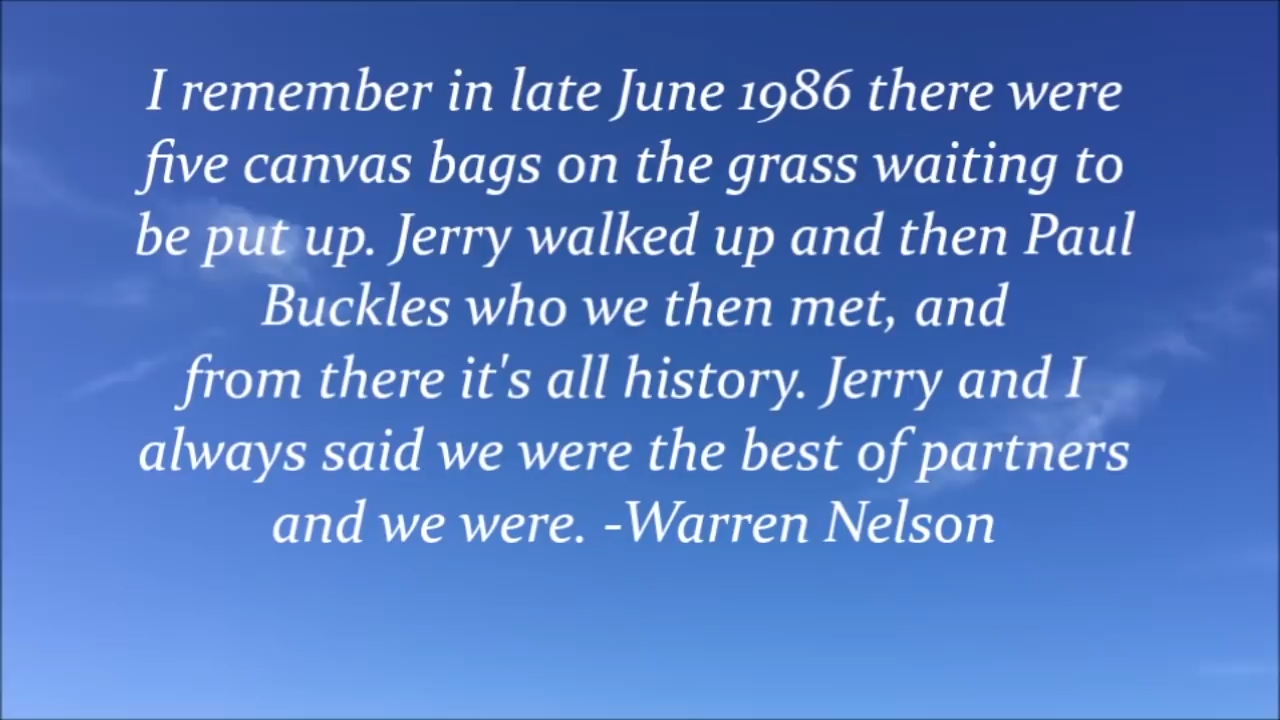 I remember in late June 1986 there were
five canvas bags on the grass waiting to
be put up. Jerry walked up and then Paul
Buckles who we then met, and
from there it's all history. Jerry and I
always said we were the best of partners
and we were. -Warren Nelson